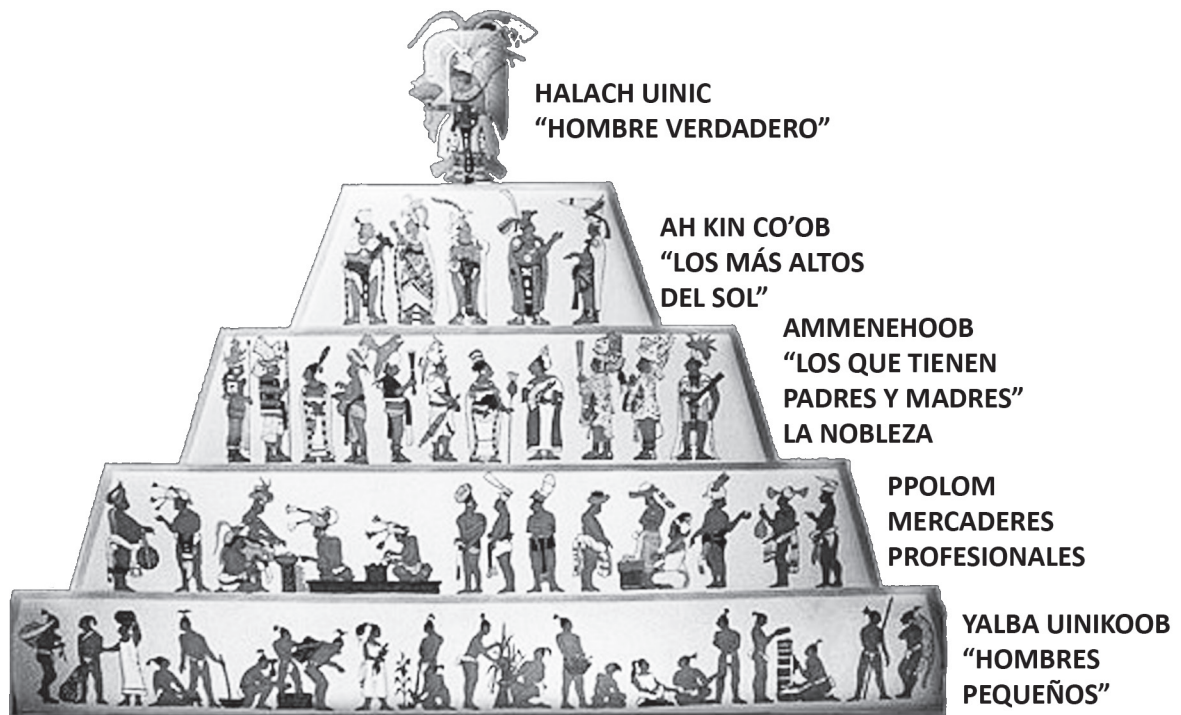 HALACH UINIC
“HOMBRE VERDADERO”
AH KIN CO’OB
“LOS MÁS ALTOS
DEL SOL”
AMMENEHOOB
“LOS QUE TIENEN
PADRES Y MADRES”
LA NOBLEZA
PPOLOM
MERCADERES
PROFESIONALES
YALBA UINIKOOB
“HOMBRES
PEQUEÑOS”